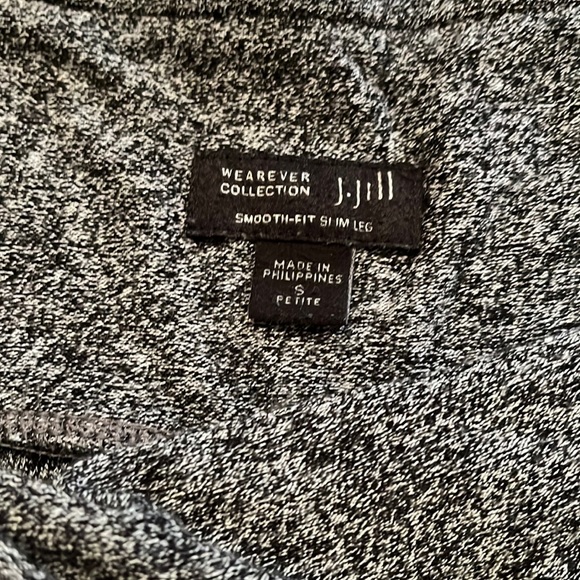 WEAREVER
COLLECTION
J.Jill
SMOOTH-FIT SLIM LEG
MADE IN
PHILIPPINES
S
PETITE